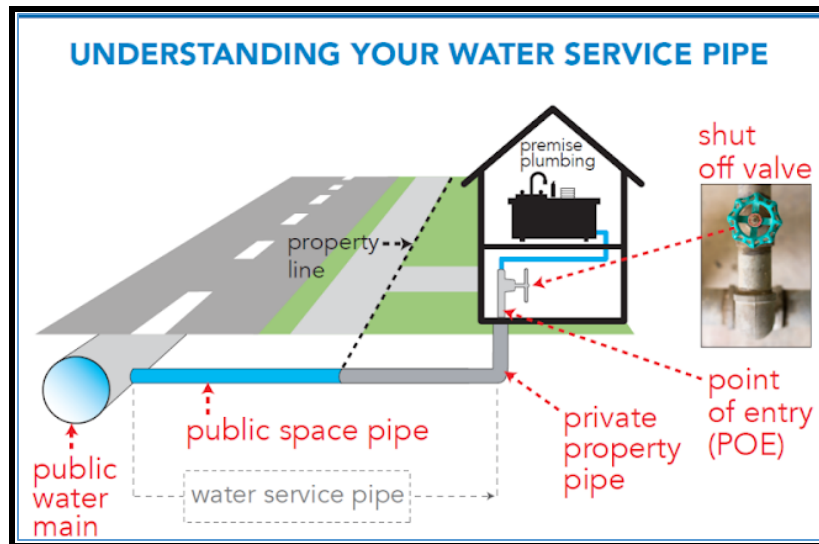 UNDERSTANDING YOUR WATER SERVICE PIPE
premise
plumbing
shut
off valve
property
line
public space pipe
private
property
pipe
point
of entry
(POE)
public
water
main
water service pipe